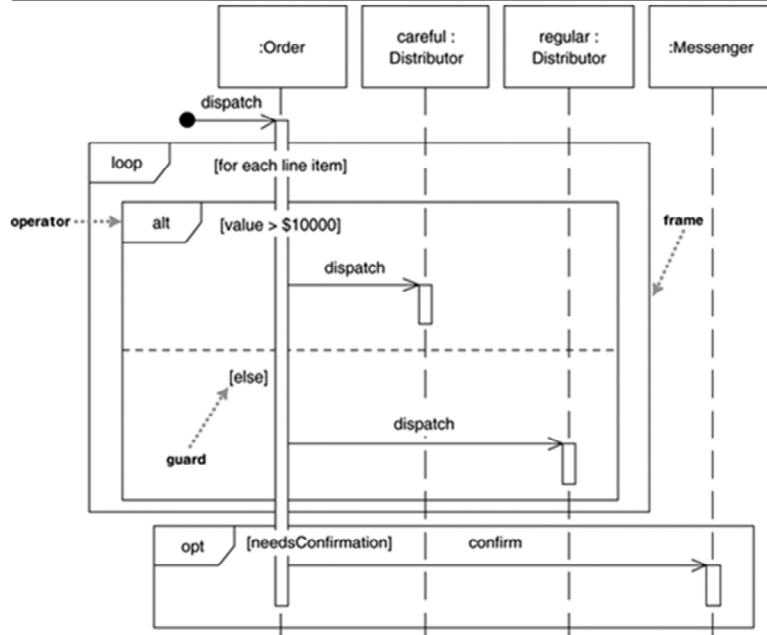 :Order
careful :
Distributor
regular :
Distributor
:Messenger
dispatch
loop
[for each line item]
operator
alt
[value > $10000]
frame
dispatch
[else]
dispatch
guard
opt
[needsConfirmation]
confirm